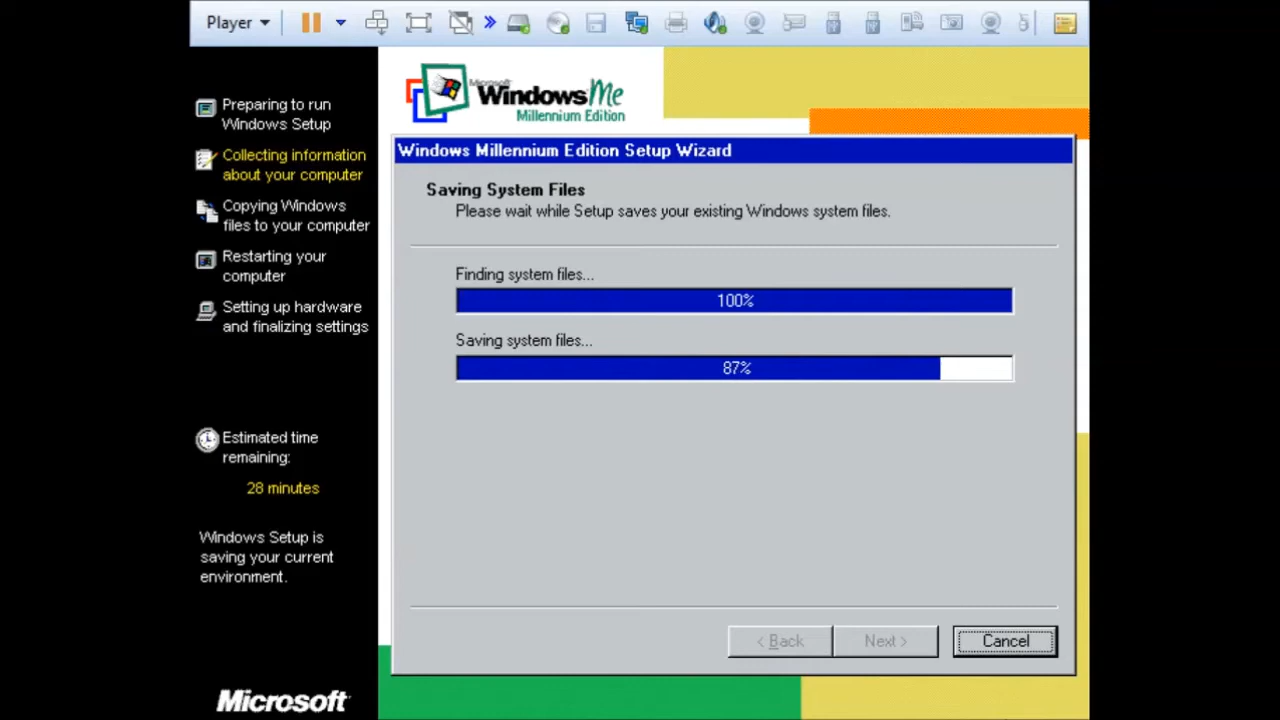 Player
Preparing to run
Windows Setup
Collecting information
about your computer
Copying Windows
files to your computer
Restarting your
computer
Setting up hardware
and finalizing settings
Estimated time
remaining:
28 minutes
Windows Setup is
saving your current
environment.
Microsoft
Microsoft
Windows Me
Millennium Edition
Windows Millennium Edition Setup Wizard
Saving System Files
Please wait while Setup saves your existing Windows system files.
Finding system files...
100%
Saving system files...
87%
< Back
Next >
Cancel